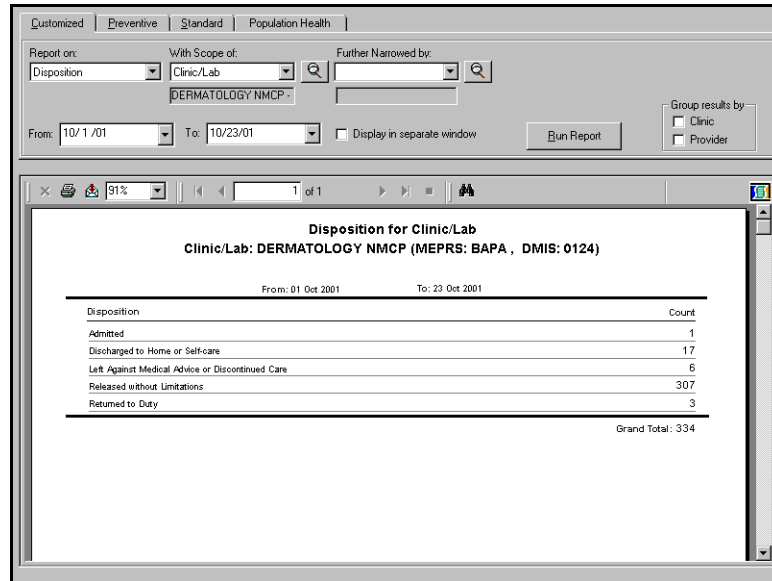 Customized Preventive Standard Population Health
Report on: With Scope of: Further Narrowed by:
Disposition Clinic/Lab
DERMATOLOGY NMCP -
Group results by
From: 10/ 1 /01 To: 10/23/01 Display in separate window Run Report Clinic
Provider
91% 1 of 1
Disposition for Clinic/Lab
Clinic/Lab: DERMATOLOGY NMCP (MEPRS: BAPA , DMIS: 0124)
From: 01 Oct 2001 To: 23 Oct 2001
Disposition Count
Admitted 1
Discharged to Home or Self-care 17
Left Against Medical Advice or Discontinued Care 6
Released without Limitations 307
Returned to Duty 3
Grand Total: 334